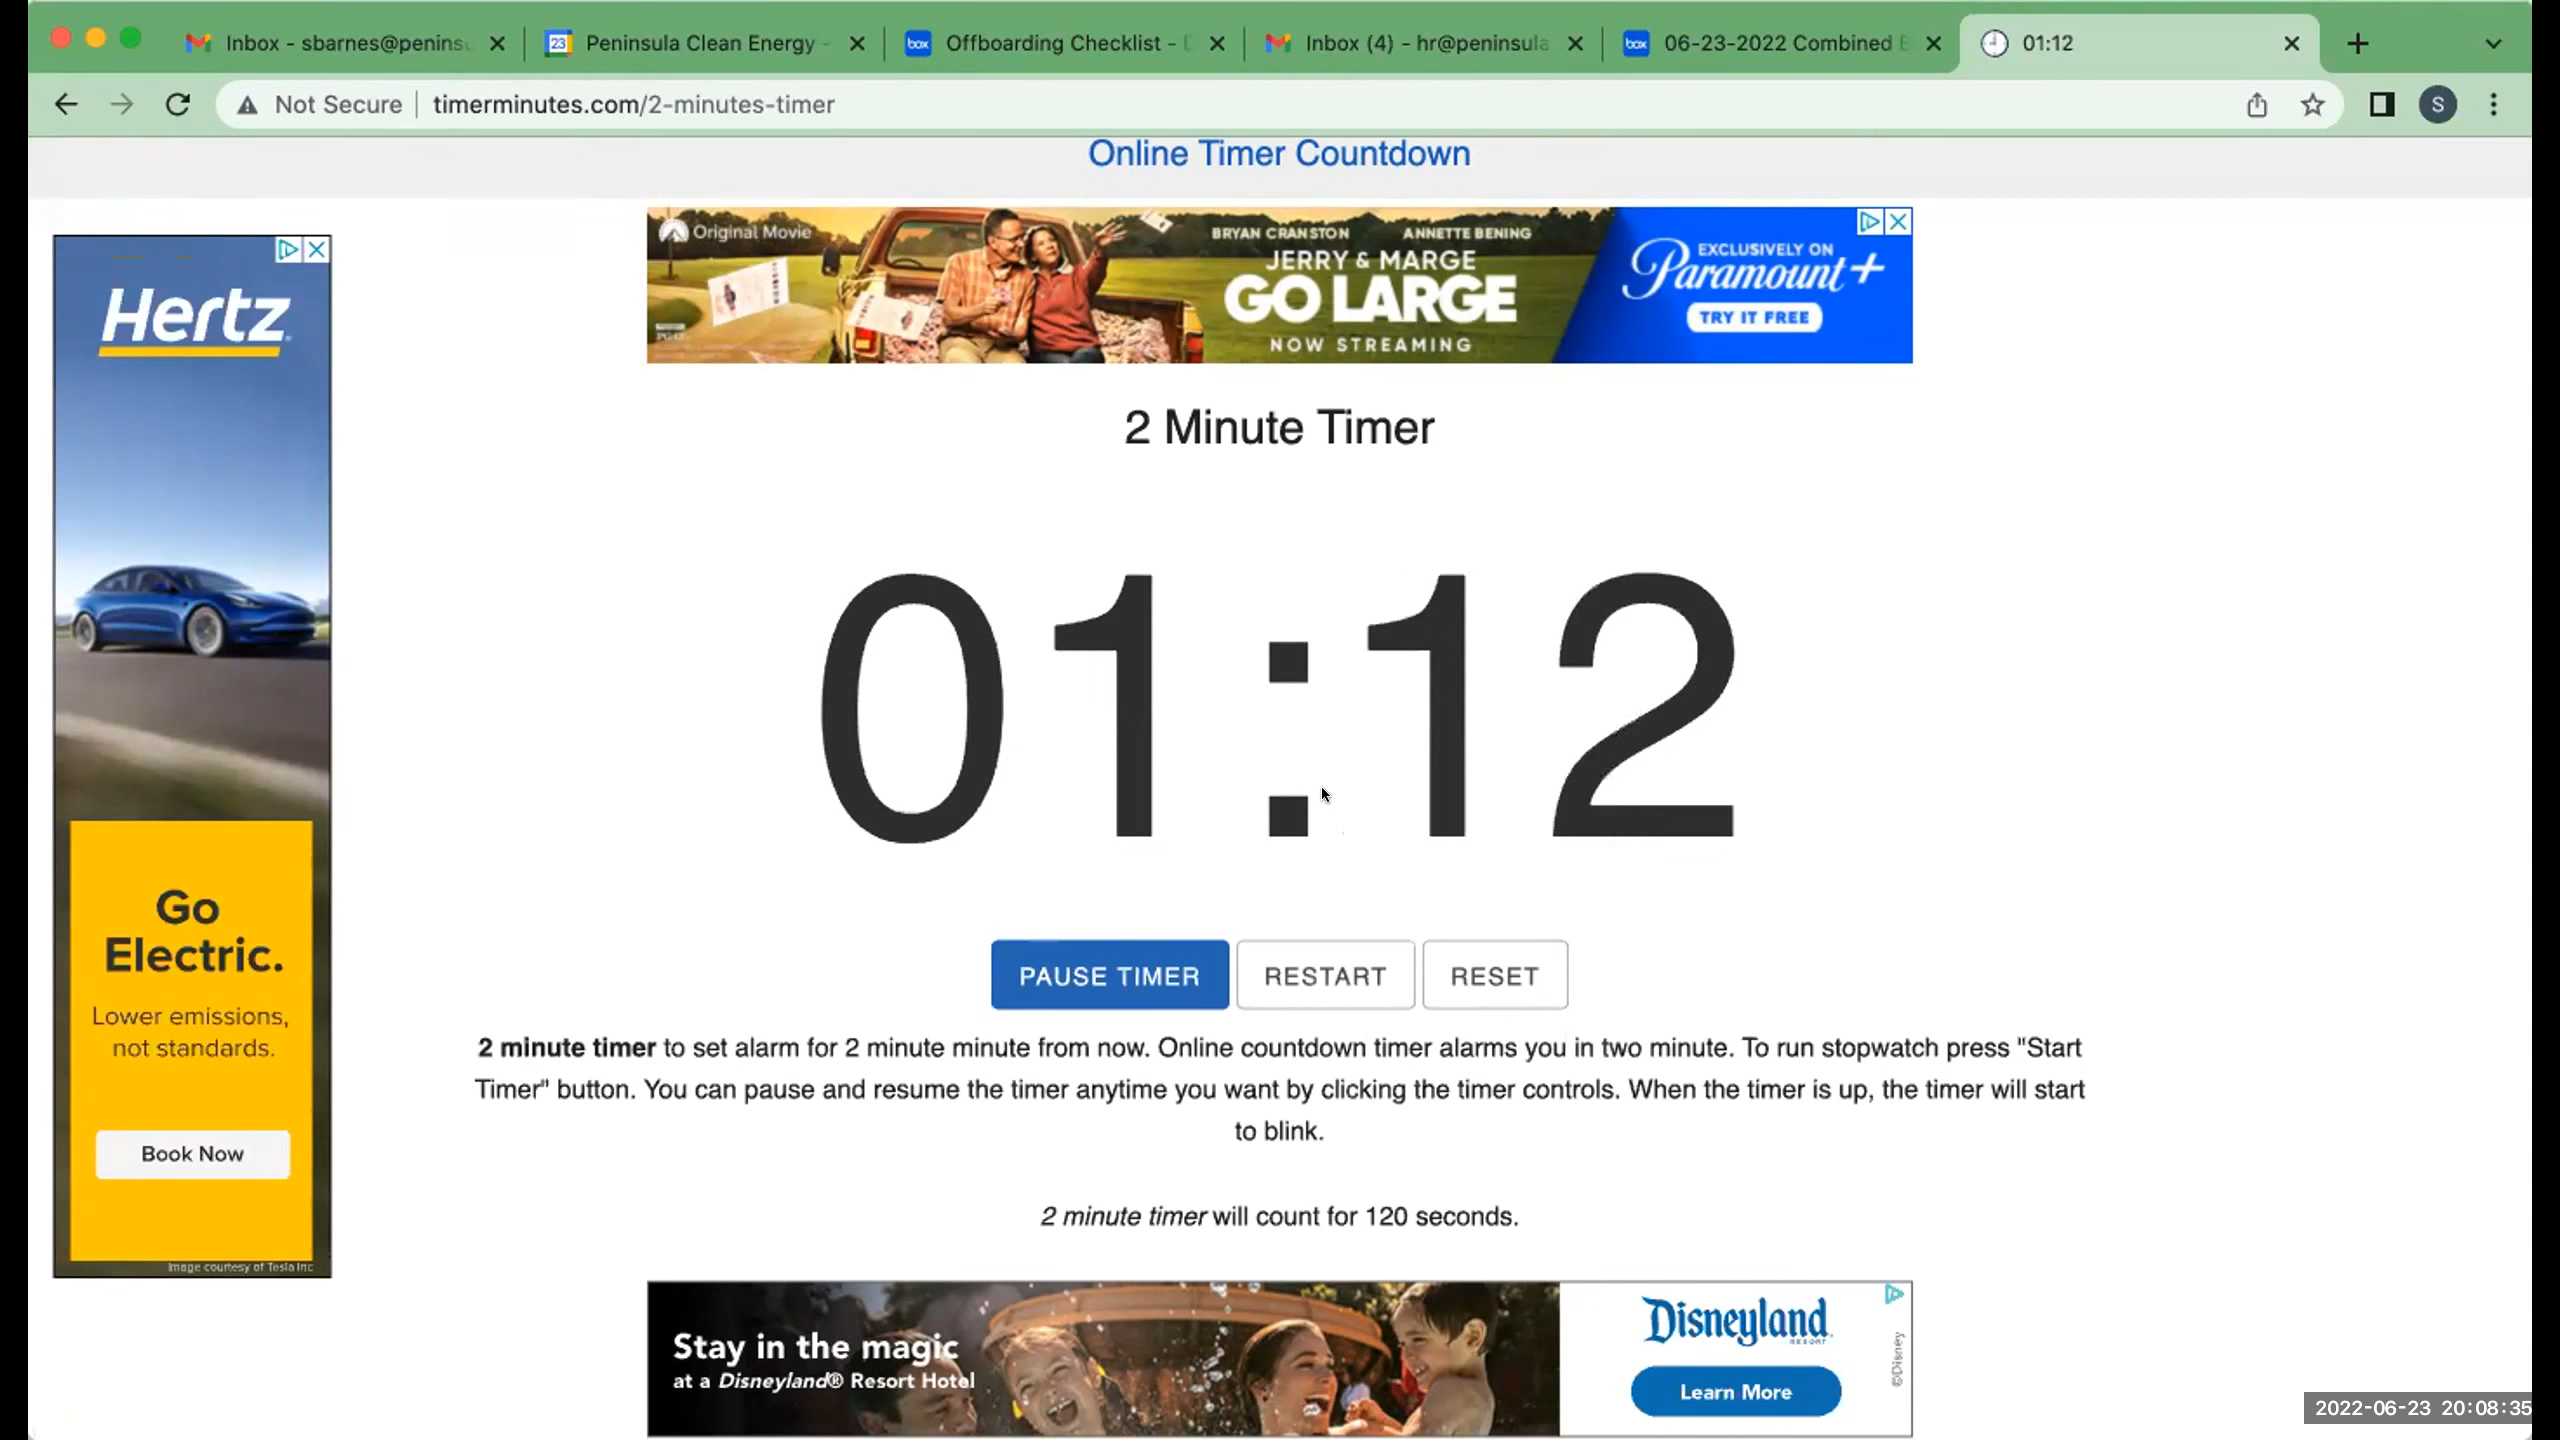 Inbox - sbarnes@penins
Peninsula Clean Energy -
box Offboarding Checklist -
Inbox (4) - hr@peninsula
box 06-23-2022 Combined
01:12
Not Secure
timerminutes.com/2-minutes-timer
S
Online Timer Countdown
Original Movie
BRYAN CRANSTON ANNETTE BENING
JERRY & MARGE
GO LARGE
NOW STREAMING
EXCLUSIVELY ON
Paramount+
TRY IT FREE
Hertz
2 Minute Timer
01:12
Go
Electric.
Lower emissions,
not standards.
Book Now
Image courtesy of Tesla Inc
PAUSE TIMER
RESTART
RESET
2 minute timer to set alarm for 2 minute minute from now. Online countdown timer alarms you in two minute. To run stopwatch press "Start
Timer" button. You can pause and resume the timer anytime you want by clicking the timer controls. When the timer is up, the timer will start
to blink.
2 minute timer will count for 120 seconds.
Stay in the magic
at a Disneyland® Resort Hotel
Disneyland
RESORT
Learn More
©Disney
2022-06-23 20:08:35